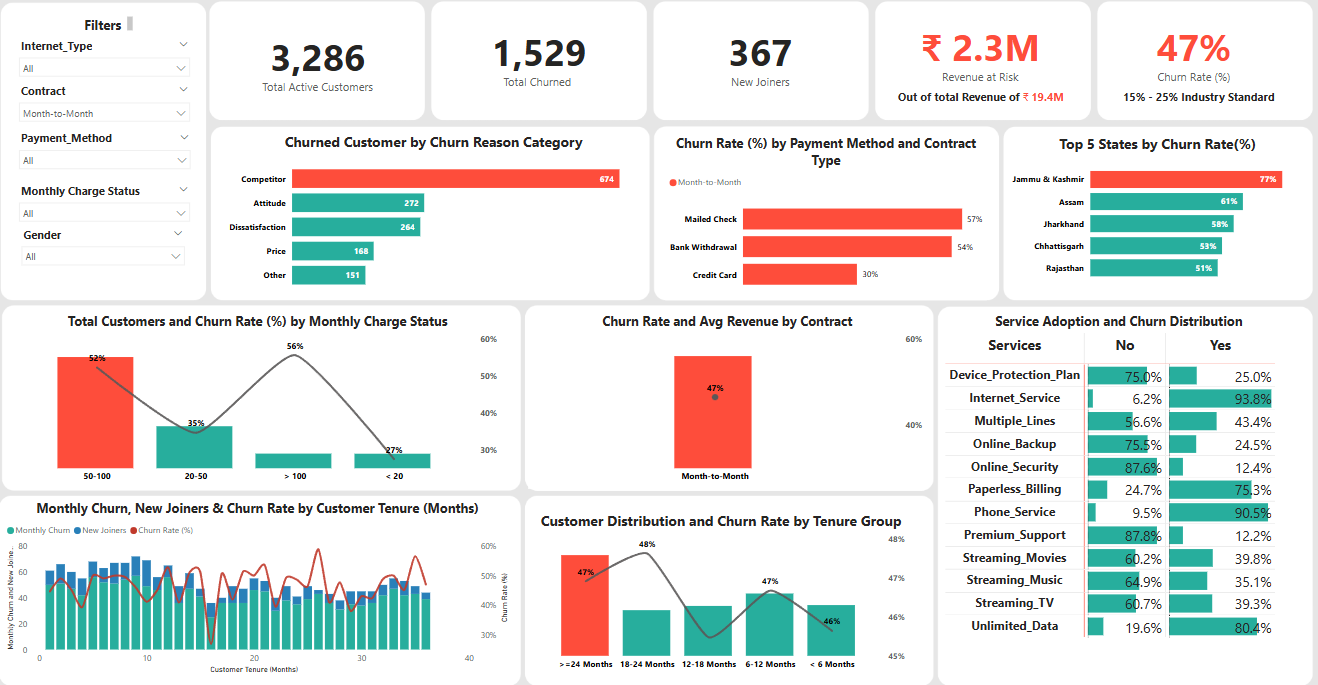 Filters
Internet_Type
All
Contract
Month-to-Month
Payment_Method
All
Monthly Charge Status
All
Gender
All
3,286
Total Active Customers
1,529
Total Churned
367
New Joiners
₹ 2.3M
Revenue at Risk
Out of total Revenue of ₹ 19.4M
47%
Churn Rate (%)
15% - 25% Industry Standard
Churned Customer by Churn Reason Category
Competitor 674
Attitude 272
Dissatisfaction 264
Price 168
Other 151
Churn Rate (%) by Payment Method and Contract
Type
Month-to-Month
Mailed Check 57%
Bank Withdrawal 54%
Credit Card 30%
Top 5 States by Churn Rate(%)
Jammu & Kashmir 77%
Assam 61%
Jharkhand 58%
Chhattisgarh 53%
Rajasthan 51%
Total Customers and Churn Rate (%) by Monthly Charge Status
60%
50%
40%
30%
52% 35% 56% 27%
50-100 20-50 > 100 < 20
Churn Rate and Avg Revenue by Contract
60%
40%
47%
Month-to-Month
Service Adoption and Churn Distribution
Services No Yes
Device_Protection_Plan 75.0% 25.0%
Internet_Service 6.2% 93.8%
Multiple_Lines 56.6% 43.4%
Online_Backup 75.5% 24.5%
Online_Security 87.6% 12.4%
Paperless_Billing 24.7% 75.3%
Phone_Service 9.5% 90.5%
Premium_Support 87.8% 12.2%
Streaming_Movies 60.2% 39.8%
Streaming_Music 64.9% 35.1%
Streaming_TV 60.7% 39.3%
Unlimited_Data 19.6% 80.4%
Monthly Churn, New Joiners & Churn Rate by Customer Tenure (Months)
Monthly Churn New Joiners Churn Rate (%)
Monthly Churn and New Joine...
80
60
40
20
0
60%
50%
40%
30%
Churn Rate (%)
0 10 20 30 40
Customer Tenure (Months)
Customer Distribution and Churn Rate by Tenure Group
48%
47%
46%
45%
47% 48% 47% 46%
>=24 Months 18-24 Months 12-18 Months 6-12 Months < 6 Months